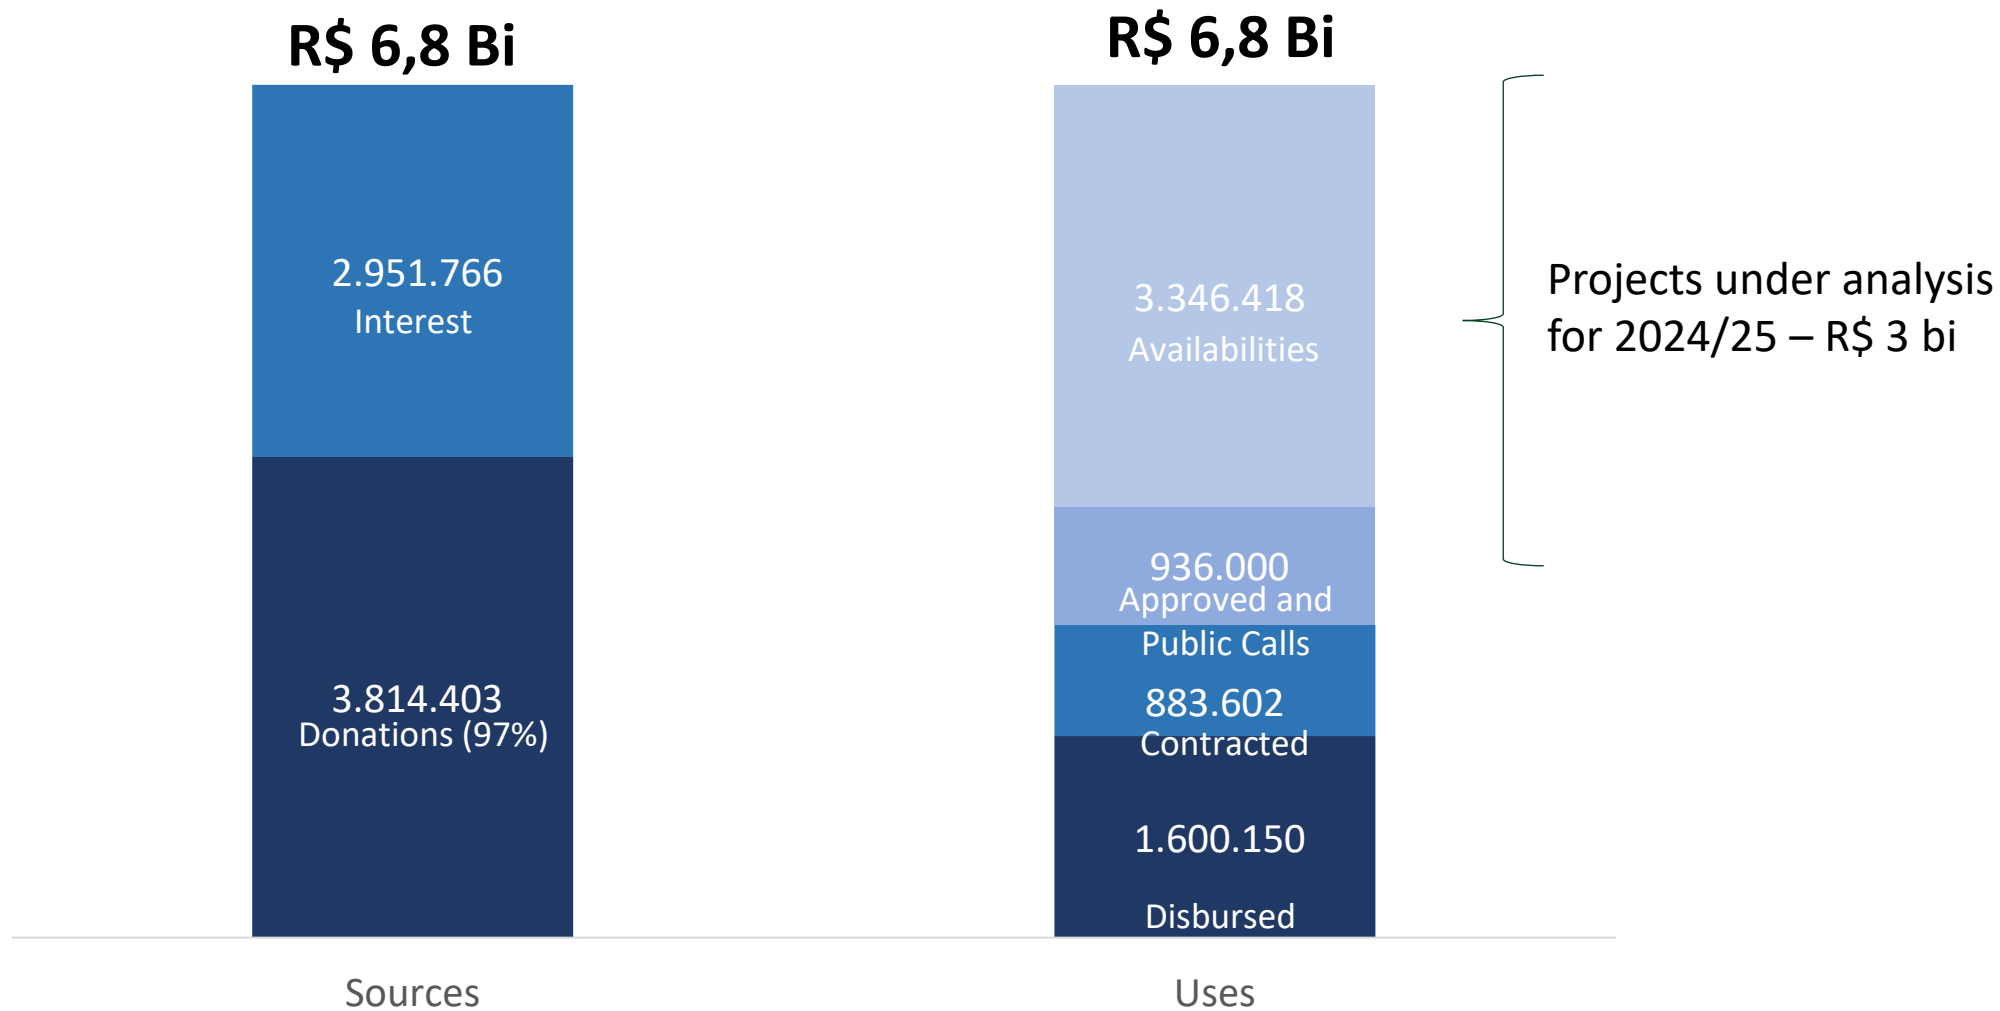 R$ 6,8 Bi
2.951.766
Interest
3.814.403
Donations (97%)
Sources
R$ 6,8 Bi
3.346.418
Availabilities
936.000
Approved and
Public Calls
883.602
Contracted
1.600.150
Disbursed
Uses
Projects under analysis
for 2024/25 – R$ 3 bi